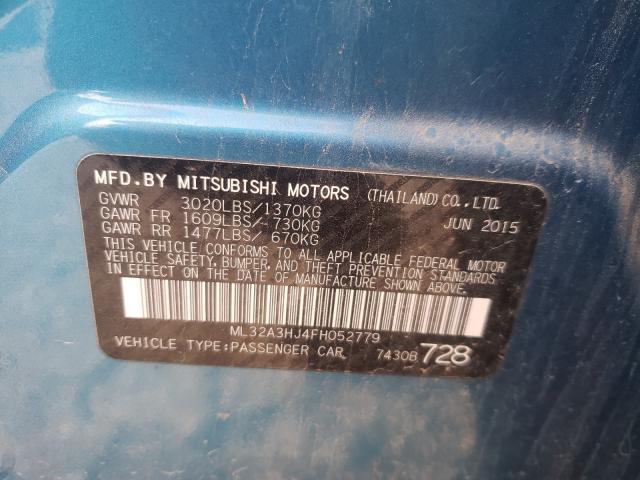 MFD.BY MITSUBISHI MOTORS (THAILAND) CO.,LTD.
GVWR 3020LBS/1370KG JUN 2015
GAWR FR 1609LBS/ 730KG
GAWR RR 1477LBS/ 670KG
THIS VEHICLE CONFORMS TO ALL APPLICABLE FEDERAL MOTOR
VEHICLE SAFETY, BUMPER, AND THEFT PREVENTION STANDARDS
IN EFFECT ON THE DATE OF MANUFACTURE SHOWN ABOVE.
ML32A3HJ4FH052779
VEHICLE TYPE:PASSENGER CAR 7430B 728